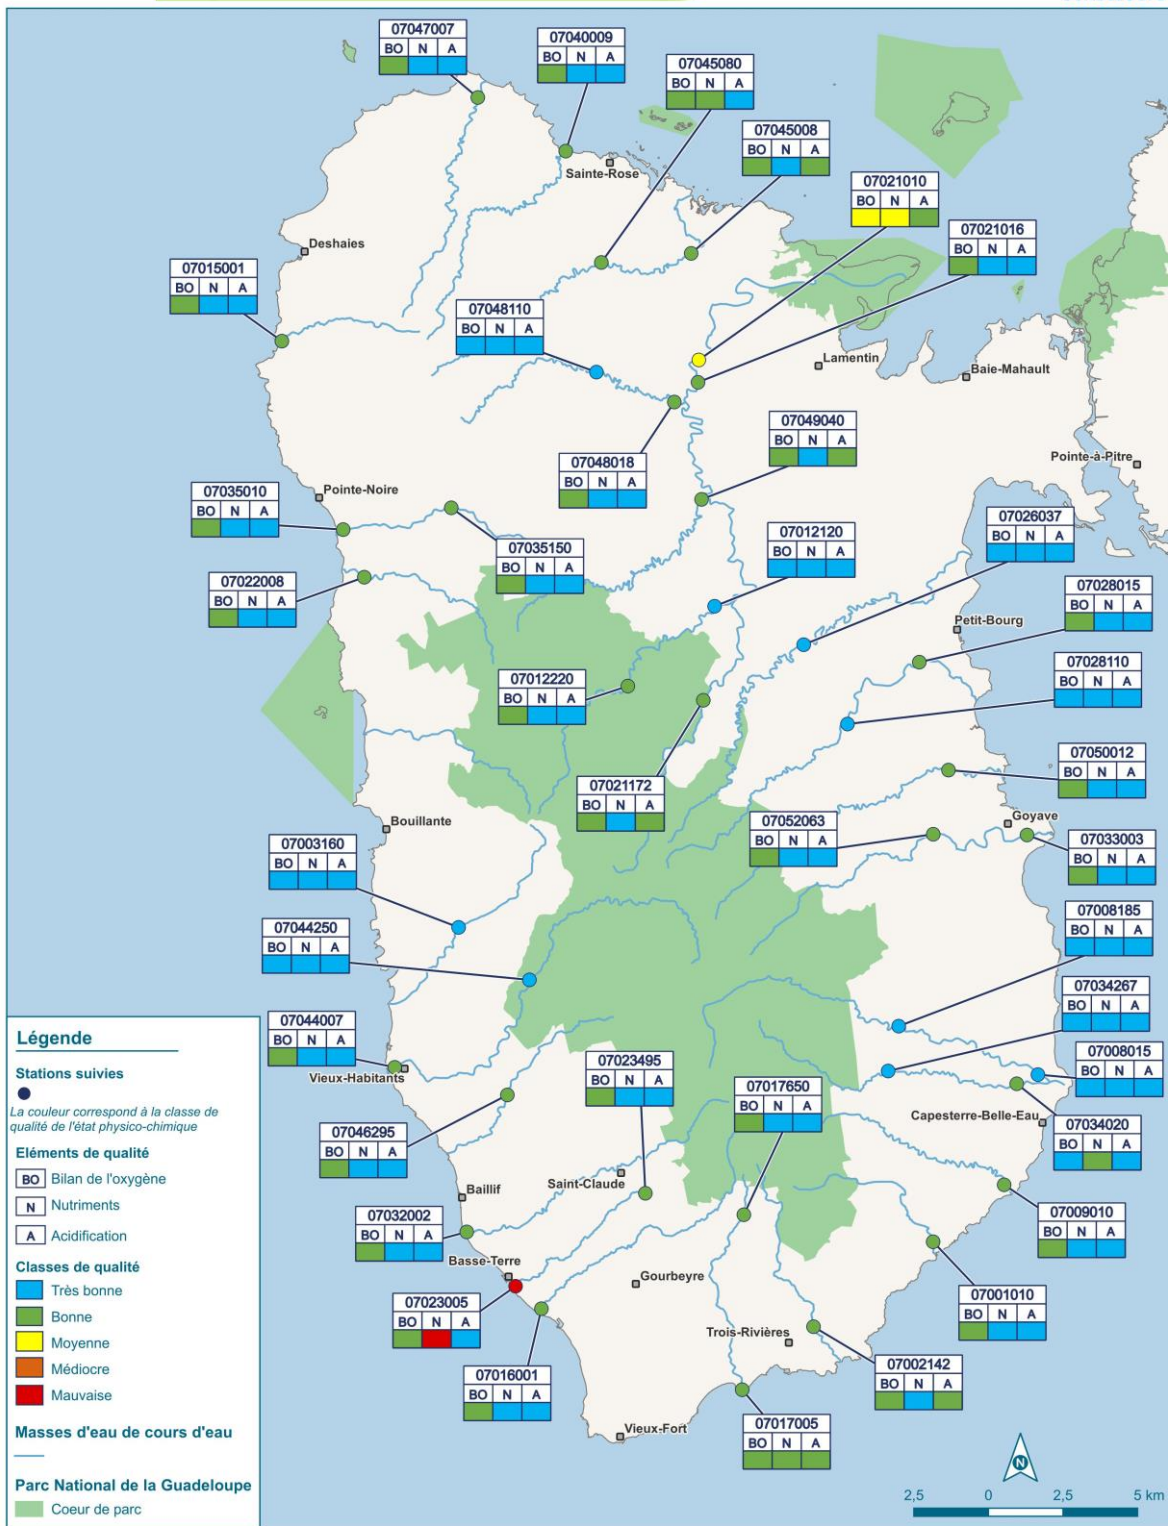 07047007
BO N A
07040009
BO N A
07045080
BO N A
07045008
BO N A
Sainte-Rose
07021010
BO N A
07021016
BO N A
Deshaies
07015001
BO N A
07048110
BO N A
Lamentin
Baie-Mahault
07049040
BO N A
Pointe-à-Pitre
07048018
BO N A
Pointe-Noire
07035010
BO N A
07026037
BO N A
07012120
BO N A
07035150
BO N A
07022008
BO N A
07028015
BO N A
Petit-Bourg
07028110
BO N A
07012220
BO N A
07050012
BO N A
07021172
BO N A
07052063
BO N A
Goyave
Bouillante
07003160
BO N A
07033003
BO N A
07044250
BO N A
07008185
BO N A
07034267
BO N A
07044007
BO N A
Vieux-Habitants
07023495
BO N A
07017650
BO N A
07008015
BO N A
Capesterre-Belle-Eau
07034020
BO N A
07046295
BO N A
Saint-Claude
Baillif
07009010
BO N A
07032002
BO N A
Basse-Terre
Gourbeyre
07023005
BO N A
07001010
BO N A
Trois-Rivières
07016001
BO N A
07002142
BO N A
07017005
BO N A
Vieux-Fort
Légende
Stations suivies
La couleur correspond à la classe de
qualité de l'état physico-chimique
Eléments de qualité
BO Bilan de l'oxygène
N Nutriments
A Acidification
Classes de qualité
Très bonne
Bonne
Moyenne
Médiocre
Mauvaise
Masses d'eau de cours d'eau
Parc National de la Guadeloupe
Coeur de parc
N
2,5 0 2,5 5 km